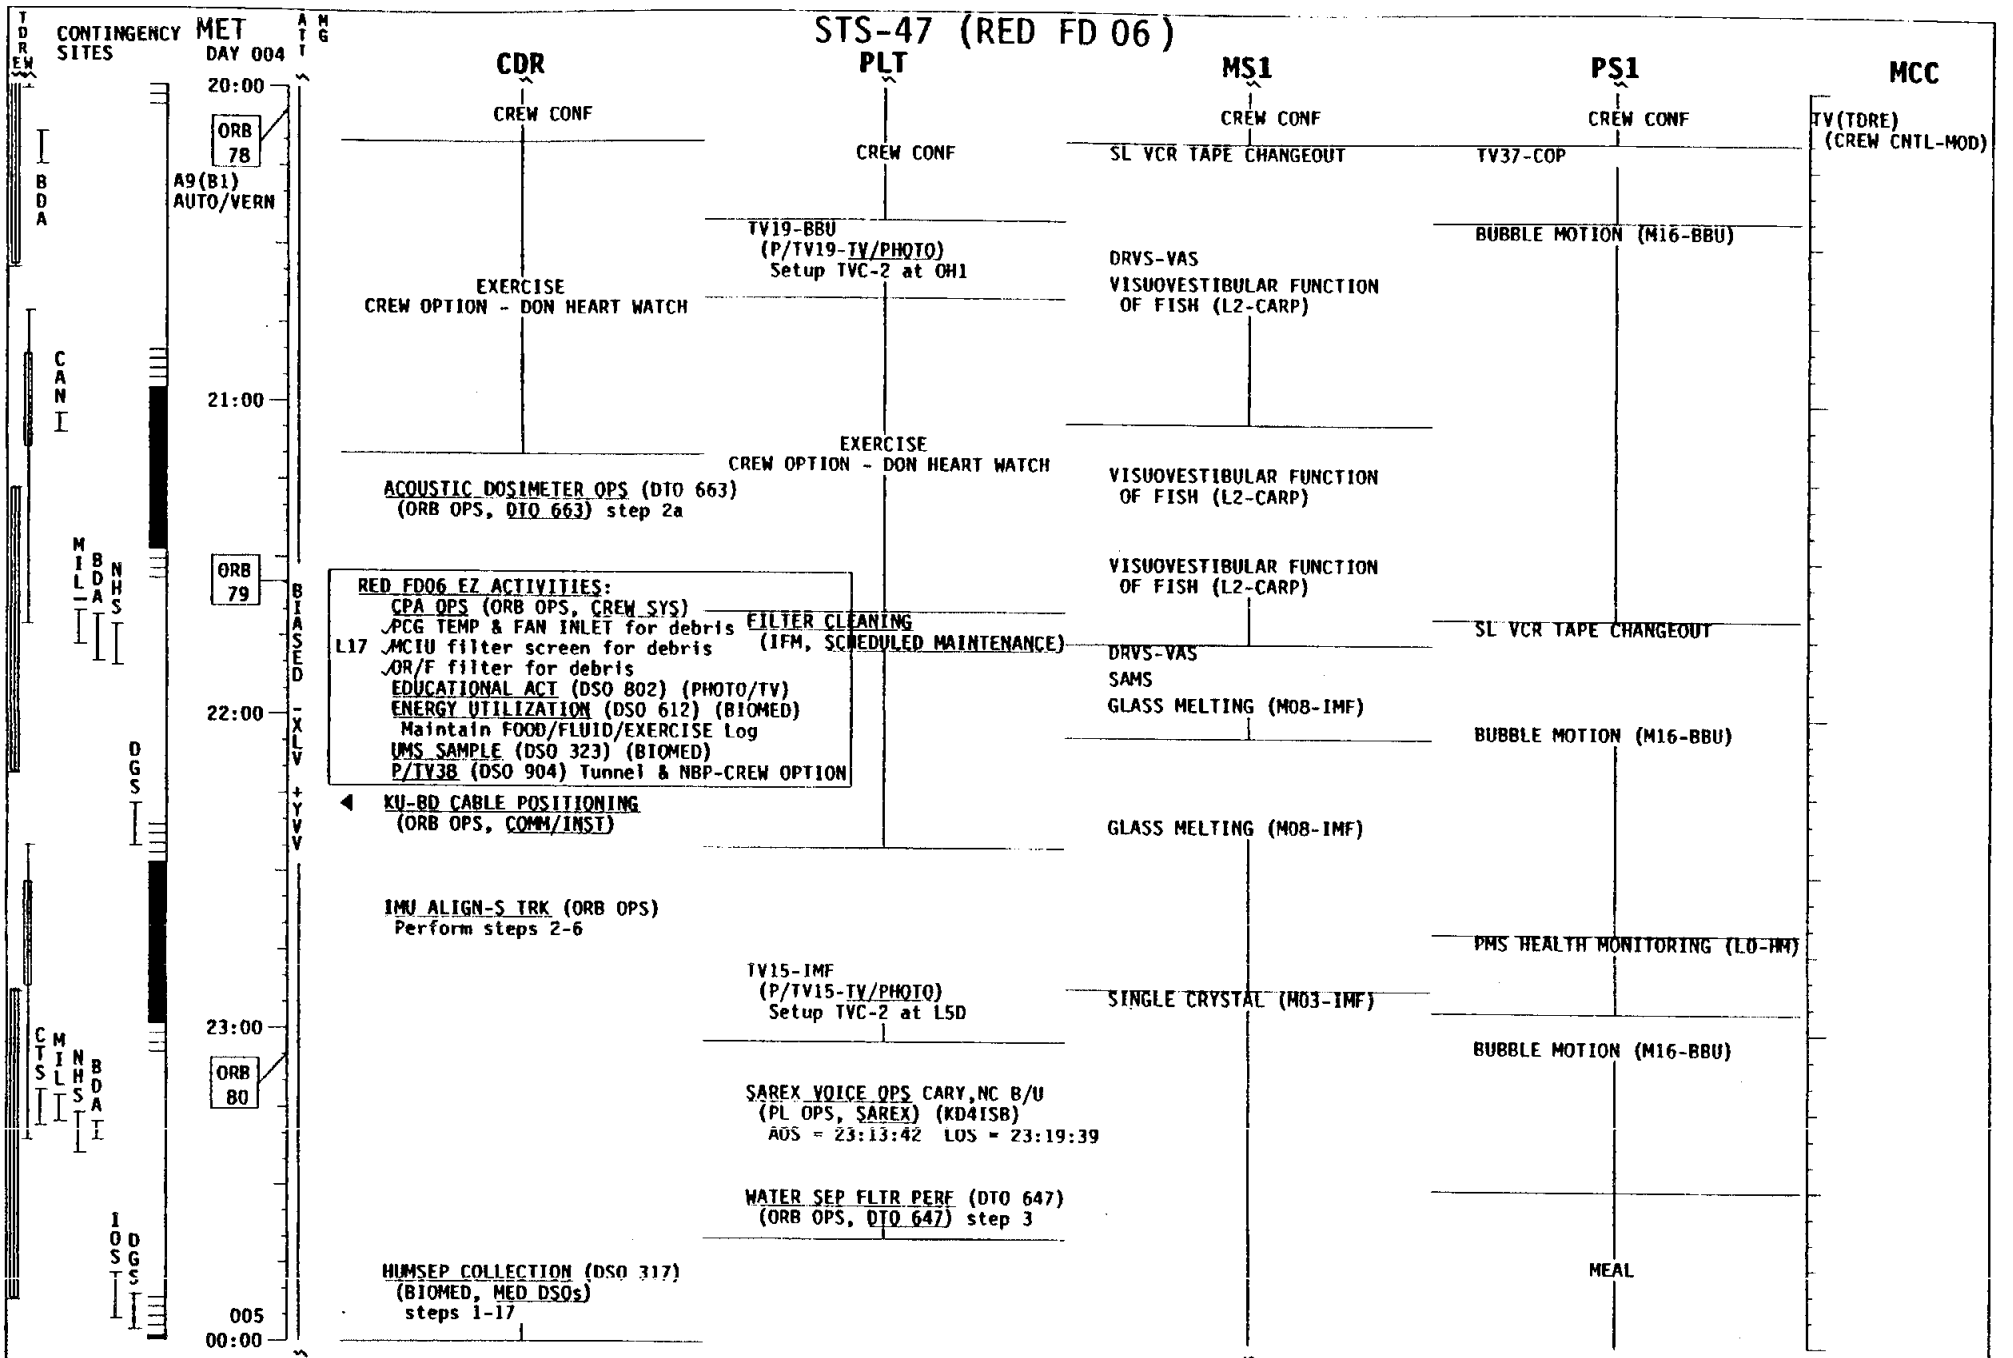 STS-47 (RED FD 06)
TDRE W
CONTINGENCY SITES
MET
DAY 004
ATT
MG
CDR
PLT
MS1
PS1
MCC
20:00
ORB 78
A9(B1)
AUTO/VERN
BDA
CAN
21:00
MIL
BDA
NHS
ORB 79
22:00
DGS
23:00
CTS
MIL
NHS
BDA
ORB 80
IOS
DGS
005
00:00
BIASED -XLV +YVV
CREW CONF
EXERCISE
CREW OPTION - DON HEART WATCH
ACOUSTIC DOSIMETER OPS (DTO 663)
(ORB OPS, DTO 663) step 2a
RED FD06 EZ ACTIVITIES:
CPA OPS (ORB OPS, CREW SYS)
✓PCG TEMP & FAN INLET for debris
L17 ✓MCIU filter screen for debris
✓OR/F filter for debris
EDUCATIONAL ACT (DSO 802) (PHOTO/TV)
ENERGY UTILIZATION (DSO 612) (BIOMED)
Maintain FOOD/FLUID/EXERCISE Log
UMS SAMPLE (DSO 323) (BIOMED)
P/TV38 (DSO 904) Tunnel & NBP-CREW OPTION
KU-BD CABLE POSITIONING
(ORB OPS, COMM/INST)
IMU ALIGN-S TRK (ORB OPS)
Perform steps 2-6
HUMSEP COLLECTION (DSO 317)
(BIOMED, MED DSOs)
steps 1-17
CREW CONF
TV19-BBU
(P/TV19-TV/PHOTO)
Setup TVC-2 at OH1
EXERCISE
CREW OPTION - DON HEART WATCH
FILTER CLEANING
(IFM, SCHEDULED MAINTENANCE)
TV15-IMF
(P/TV15-TV/PHOTO)
Setup TVC-2 at L5D
SAREX VOICE OPS CARY,NC B/U
(PL OPS, SAREX) (KD4ISB)
AOS = 23:13:42 LOS = 23:19:39
WATER SEP FLTR PERF (DTO 647)
(ORB OPS, DTO 647) step 3
CREW CONF
SL VCR TAPE CHANGEOUT
DRVS-VAS
VISUOVESTIBULAR FUNCTION
OF FISH (L2-CARP)
VISUOVESTIBULAR FUNCTION
OF FISH (L2-CARP)
VISUOVESTIBULAR FUNCTION
OF FISH (L2-CARP)
DRVS-VAS
SAMS
GLASS MELTING (M08-IMF)
GLASS MELTING (M08-IMF)
SINGLE CRYSTAL (M03-IMF)
CREW CONF
TV37-COP
BUBBLE MOTION (M16-BBU)
SL VCR TAPE CHANGEOUT
BUBBLE MOTION (M16-BBU)
PMS HEALTH MONITORING (LO-HM)
BUBBLE MOTION (M16-BBU)
MEAL
TV(TDRE)
(CREW CNTL-MOD)